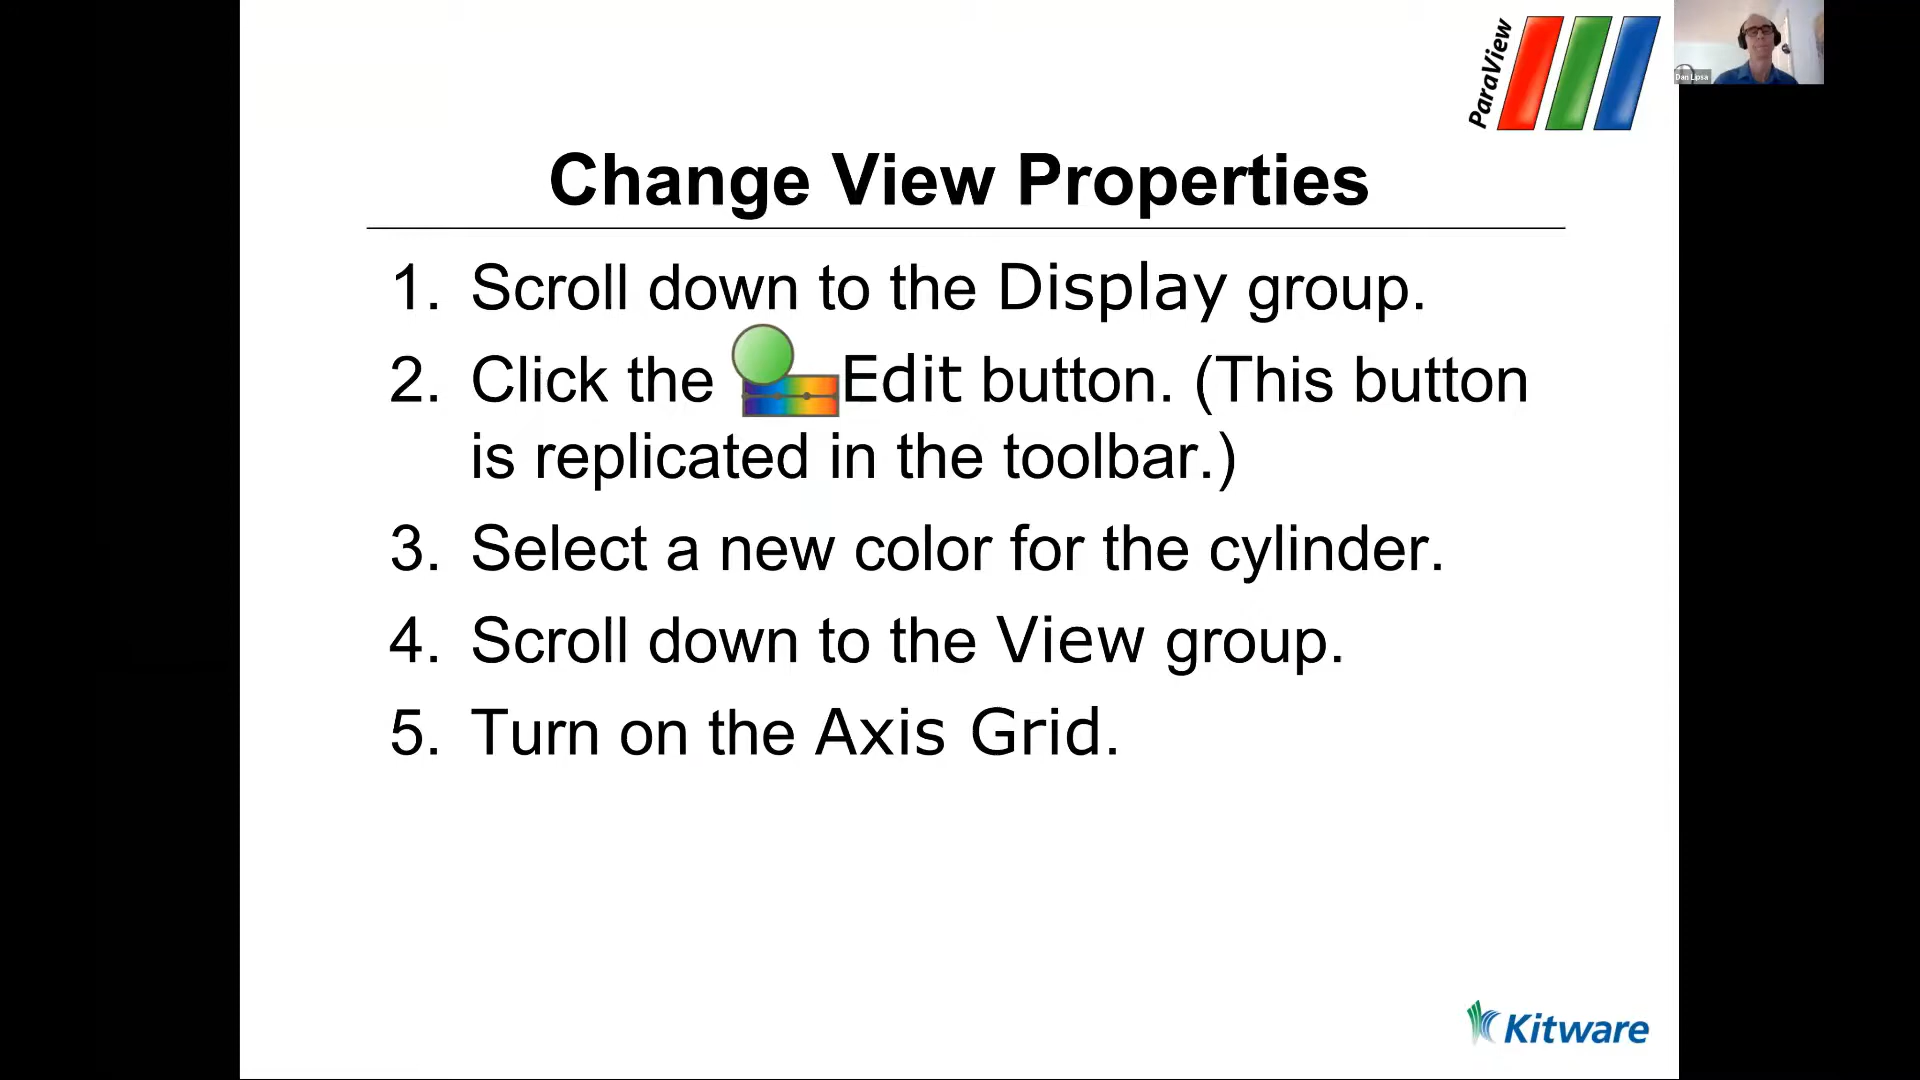 ParaView
Dan Lipsa
Change View Properties
1. Scroll down to the Display group.
2. Click the Edit button. (This button
is replicated in the toolbar.)
3. Select a new color for the cylinder.
4. Scroll down to the View group.
5. Turn on the Axis Grid.
Kitware